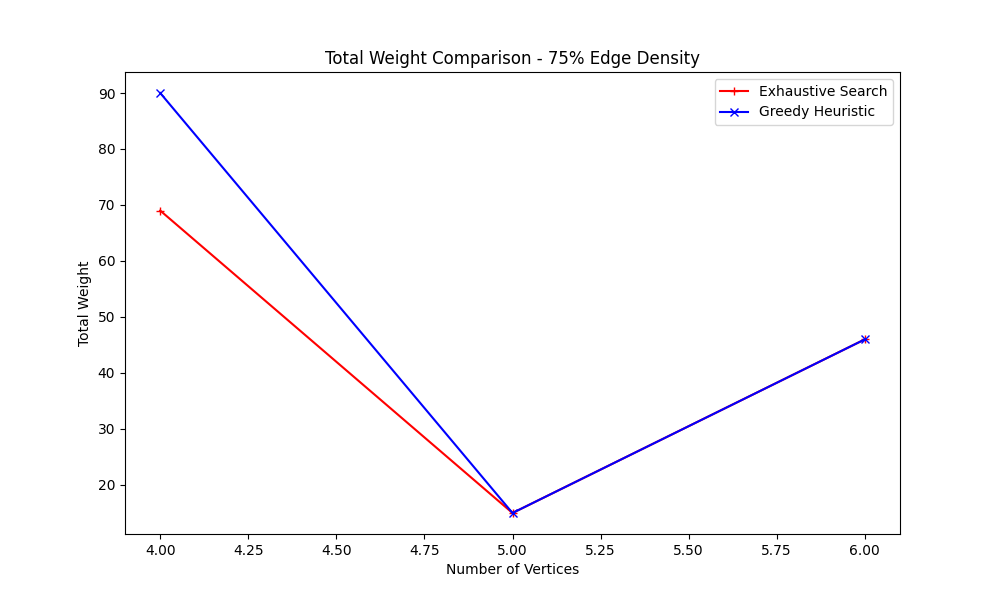 Total Weight Comparison - 75% Edge Density
Exhaustive Search
Greedy Heuristic
Total Weight
90
80
70
60
50
40
30
20
4.00 4.25 4.50 4.75 5.00 5.25 5.50 5.75 6.00
Number of Vertices